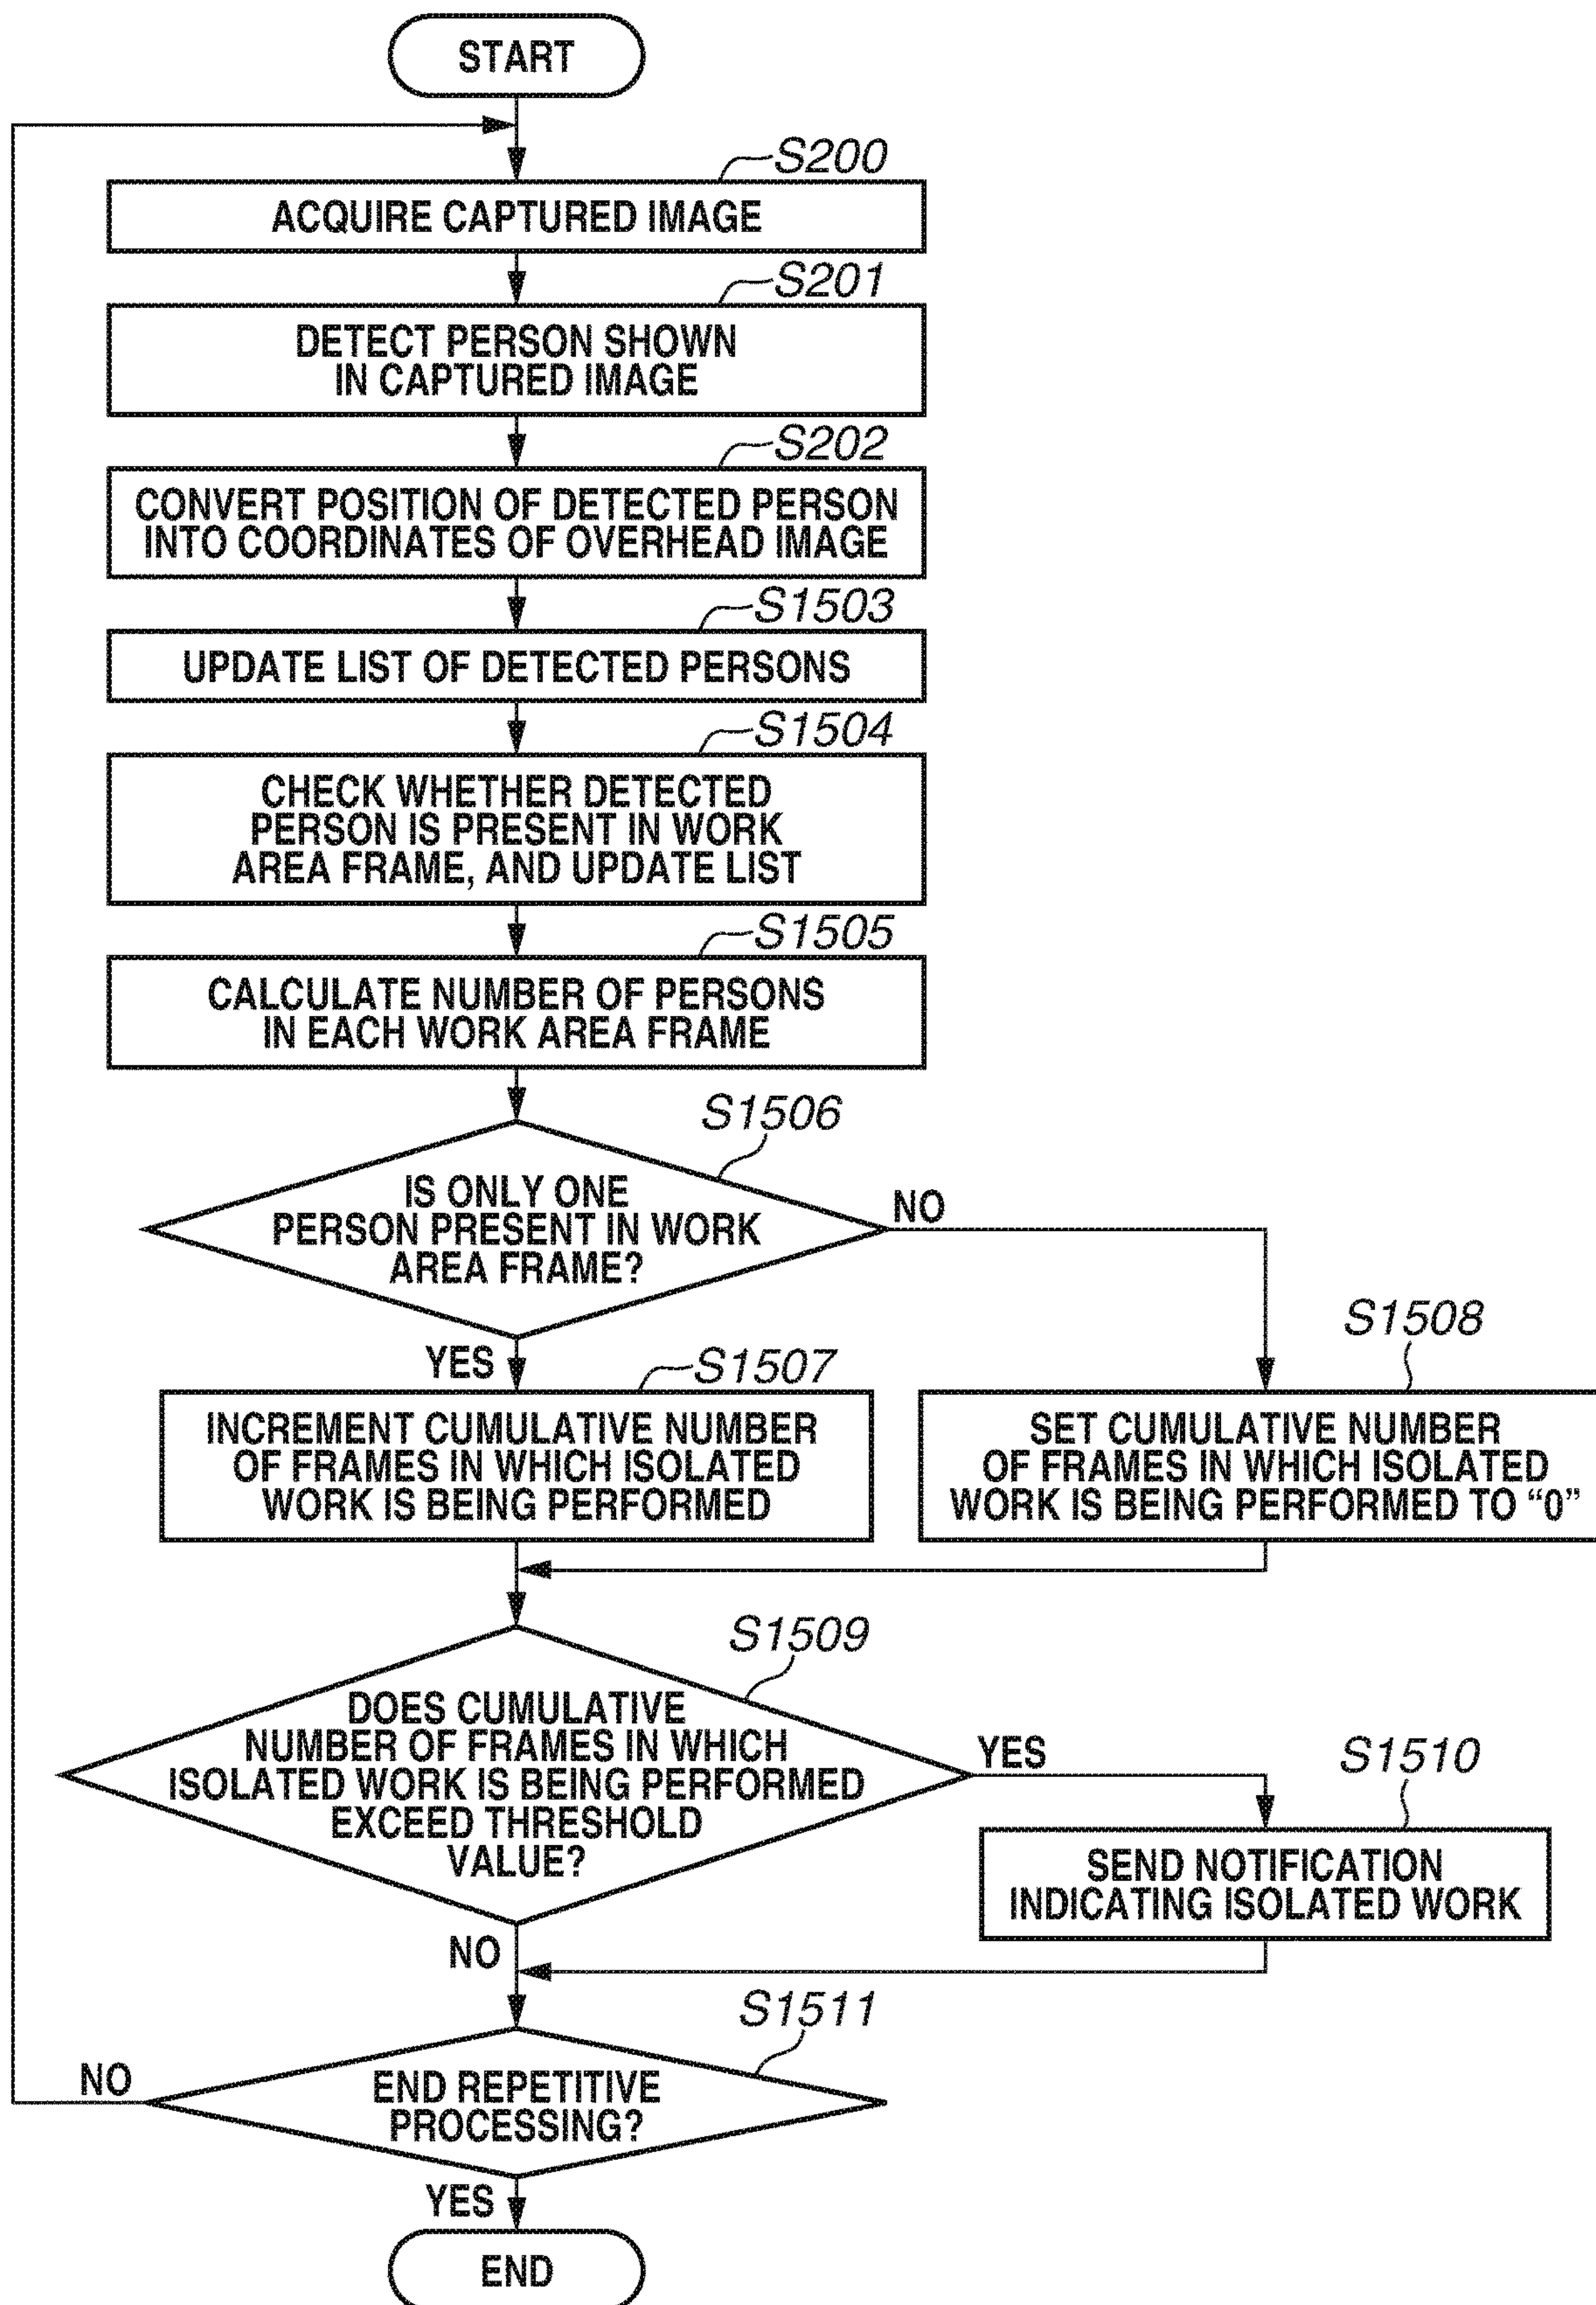 START
S200
ACQUIRE CAPTURED IMAGE
S201
DETECT PERSON SHOWN
IN CAPTURED IMAGE
S202
CONVERT POSITION OF DETECTED PERSON
INTO COORDINATES OF OVERHEAD IMAGE
S1503
UPDATE LIST OF DETECTED PERSONS
S1504
CHECK WHETHER DETECTED
PERSON IS PRESENT IN WORK
AREA FRAME, AND UPDATE LIST
S1505
CALCULATE NUMBER OF PERSONS
IN EACH WORK AREA FRAME
S1506
IS ONLY ONE
PERSON PRESENT IN WORK
AREA FRAME?
NO
YES
S1507
INCREMENT CUMULATIVE NUMBER
OF FRAMES IN WHICH ISOLATED
WORK IS BEING PERFORMED
S1508
SET CUMULATIVE NUMBER
OF FRAMES IN WHICH ISOLATED
WORK IS BEING PERFORMED TO “0”
S1509
DOES CUMULATIVE
NUMBER OF FRAMES IN WHICH
ISOLATED WORK IS BEING PERFORMED
EXCEED THRESHOLD
VALUE?
YES
S1510
SEND NOTIFICATION
INDICATING ISOLATED WORK
NO
S1511
END REPETITIVE
PROCESSING?
NO
YES
END